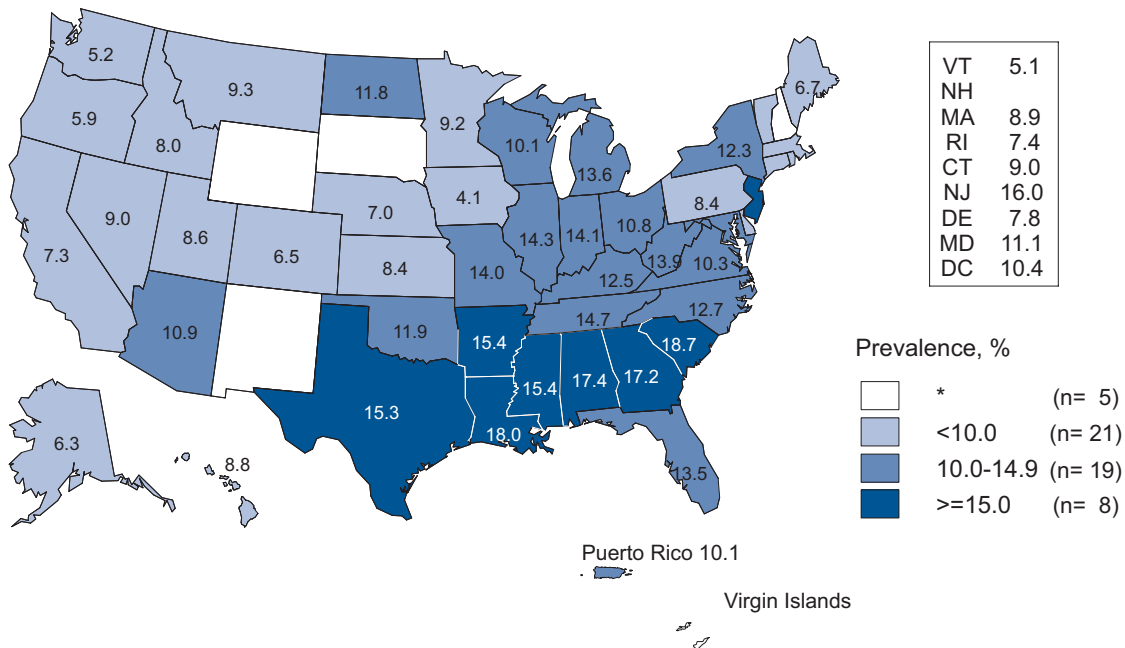 5.2
9.3
11.8
9.2
6.7
5.9
8.0
10.1
13.6
12.3
9.0
8.6
7.0
4.1
8.4
7.3
6.5
8.4
14.0
14.3
14.1
10.8
13.9
10.3
12.5
10.9
11.9
15.4
14.7
12.7
15.3
18.0
15.4
17.4
17.2
18.7
13.5
6.3
8.8
VT 5.1
NH
MA 8.9
RI 7.4
CT 9.0
NJ 16.0
DE 7.8
MD 11.1
DC 10.4
Prevalence, %
* (n= 5)
<10.0 (n= 21)
10.0-14.9 (n= 19)
>=15.0 (n= 8)
Puerto Rico 10.1
Virgin Islands